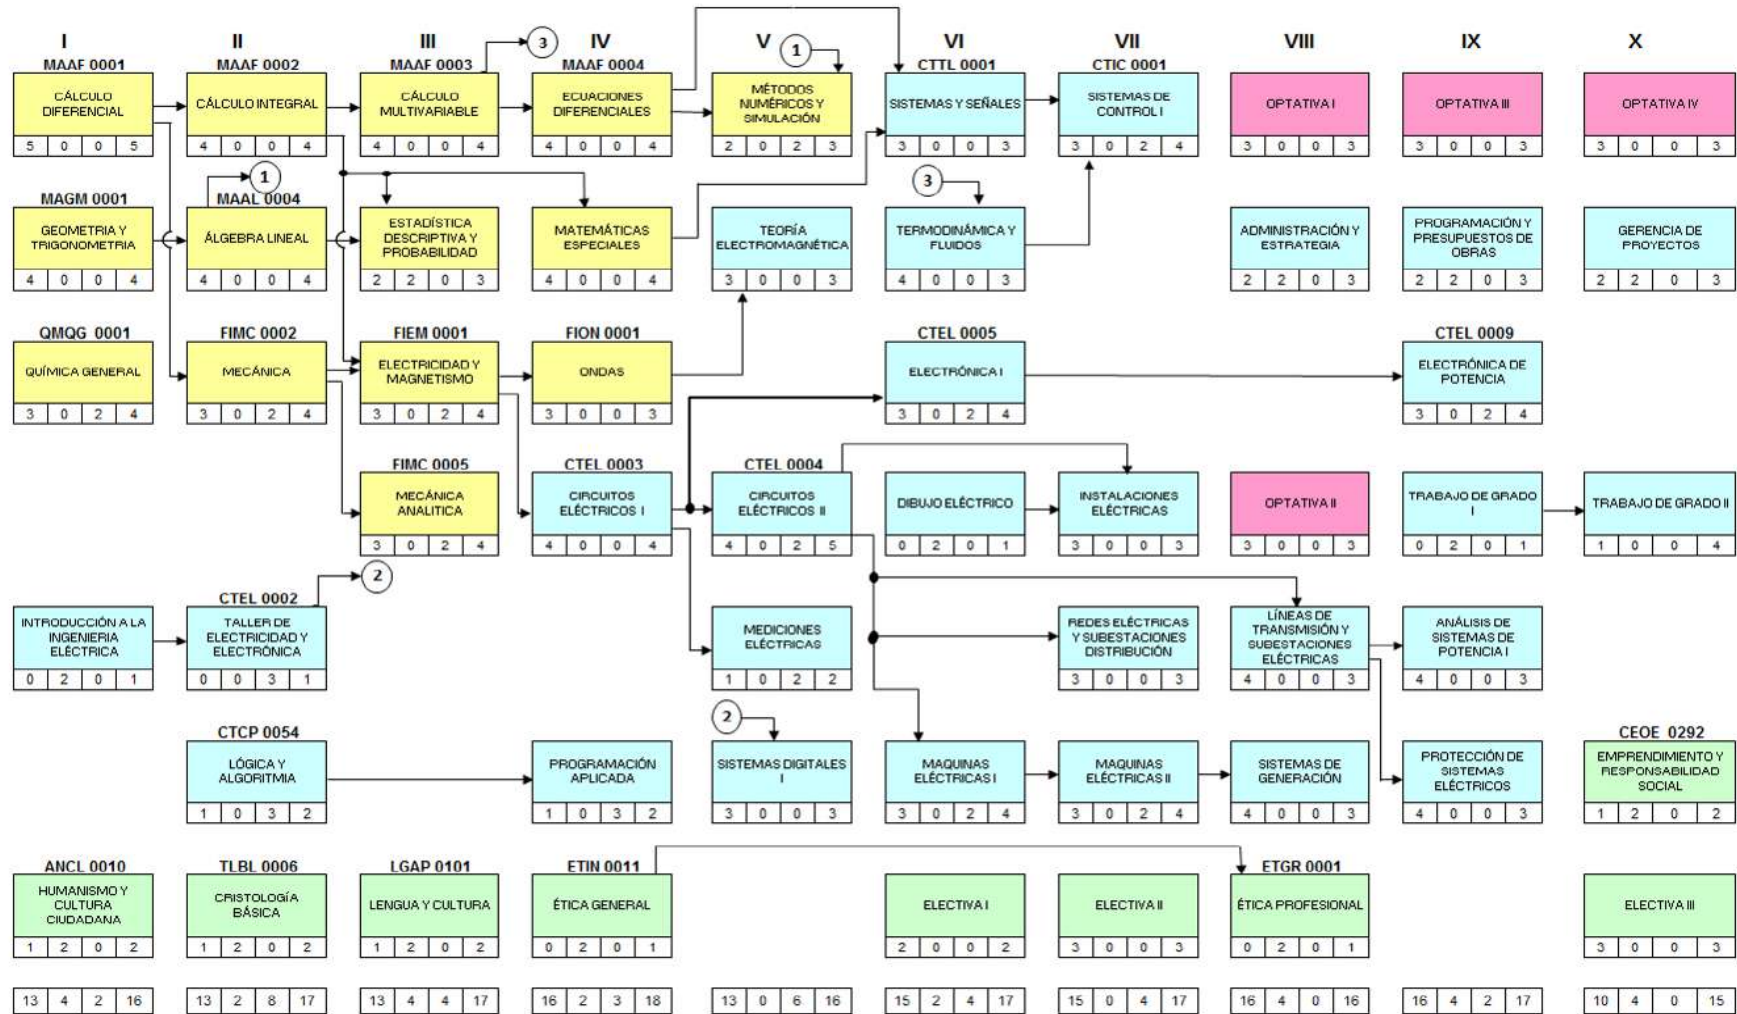 I II III IV V VI VII VIII IX X
1 3
MAAF 0001 MAAF 0002 MAAF 0003 MAAF 0004 CTTL 0001 CTIC 0001
CÁLCULO DIFERENCIAL
5 0 0 5
CÁLCULO INTEGRAL
4 0 0 4
CÁLCULO MULTIVARIABLE
4 0 0 4
ECUACIONES DIFERENCIALES
4 0 0 4
MÉTODOS NUMÉRICOS Y SIMULACIÓN
2 0 2 3
SISTEMAS Y SEÑALES
3 0 0 3
SISTEMAS DE CONTROL I
3 0 2 4
OPTATIVA I
3 0 0 3
OPTATIVA III
3 0 0 3
OPTATIVA IV
3 0 0 3
1 3
MAGM 0001 MAAL 0004
GEOMETRIA Y TRIGONOMETRIA
4 0 0 4
ÁLGEBRA LINEAL
4 0 0 4
ESTADÍSTICA DESCRIPTIVA Y PROBABILIDAD
2 2 0 3
MATEMÁTICAS ESPECIALES
4 0 0 4
TEORÍA ELECTROMAGNÉTICA
3 0 0 3
TERMODINÁMICA Y FLUIDOS
4 0 0 3
ADMINISTRACIÓN Y ESTRATEGIA
2 2 0 3
PROGRAMACIÓN Y PRESUPUESTOS DE OBRAS
2 2 0 3
GERENCIA DE PROYECTOS
2 2 0 3
QMQG 0001 FIMC 0002 FIEM 0001 FION 0001 CTEL 0005 CTEL 0009
QUÍMICA GENERAL
3 0 2 4
MECÁNICA
3 0 2 4
ELECTRICIDAD Y MAGNETISMO
3 0 2 4
ONDAS
3 0 0 3
ELECTRÓNICA I
3 0 2 4
ELECTRÓNICA DE POTENCIA
3 0 2 4
FIMC 0005 CTEL 0003 CTEL 0004
MECÁNICA ANALITICA
3 0 2 4
CIRCUITOS ELÉCTRICOS I
4 0 0 4
CIRCUITOS ELÉCTRICOS II
4 0 2 5
DIBUJO ELÉCTRICO
0 2 0 1
INSTALACIONES ELÉCTRICAS
3 0 0 3
OPTATIVA II
3 0 0 3
TRABAJO DE GRADO I
0 2 0 1
TRABAJO DE GRADO II
1 0 0 4
2
CTEL 0002
INTRODUCCIÓN A LA INGENIERIA ELÉCTRICA
0 2 0 1
TALLER DE ELECTRICIDAD Y ELECTRÓNICA
0 0 3 1
MEDICIONES ELÉCTRICAS
1 0 2 2
REDES ELÉCTRICAS Y SUBESTACIONES DISTRIBUCIÓN
3 0 0 3
LÍNEAS DE TRANSMISIÓN Y SUBESTACIONES ELÉCTRICAS
4 0 0 3
ANÁLISIS DE SISTEMAS DE POTENCIA I
4 0 0 3
2
CTCP 0054 CEOE 0292
LÓGICA Y ALGORITMIA
1 0 3 2
PROGRAMACIÓN APLICADA
1 0 3 2
SISTEMAS DIGITALES I
3 0 0 3
MAQUINAS ELÉCTRICAS I
3 0 2 4
MAQUINAS ELÉCTRICAS II
3 0 2 4
SISTEMAS DE GENERACIÓN
4 0 0 3
PROTECCIÓN DE SISTEMAS ELÉCTRICOS
4 0 0 3
EMPRENDIMIENTO Y RESPONSABILIDAD SOCIAL
1 2 0 2
ANCL 0010 TLBL 0006 LGAP 0101 ETIN 0011 ETGR 0001
HUMANISMO Y CULTURA CIUDADANA
1 2 0 2
CRISTOLOGÍA BÁSICA
1 2 0 2
LENGUA Y CULTURA
1 2 0 2
ÉTICA GENERAL
0 2 0 1
ELECTIVA I
2 0 0 2
ELECTIVA II
3 0 0 3
ÉTICA PROFESIONAL
0 2 0 1
ELECTIVA III
3 0 0 3
13 4 2 16
13 2 8 17
13 4 4 17
16 2 3 18
13 0 6 16
15 2 4 17
15 0 4 17
16 4 0 16
16 4 2 17
10 4 0 15